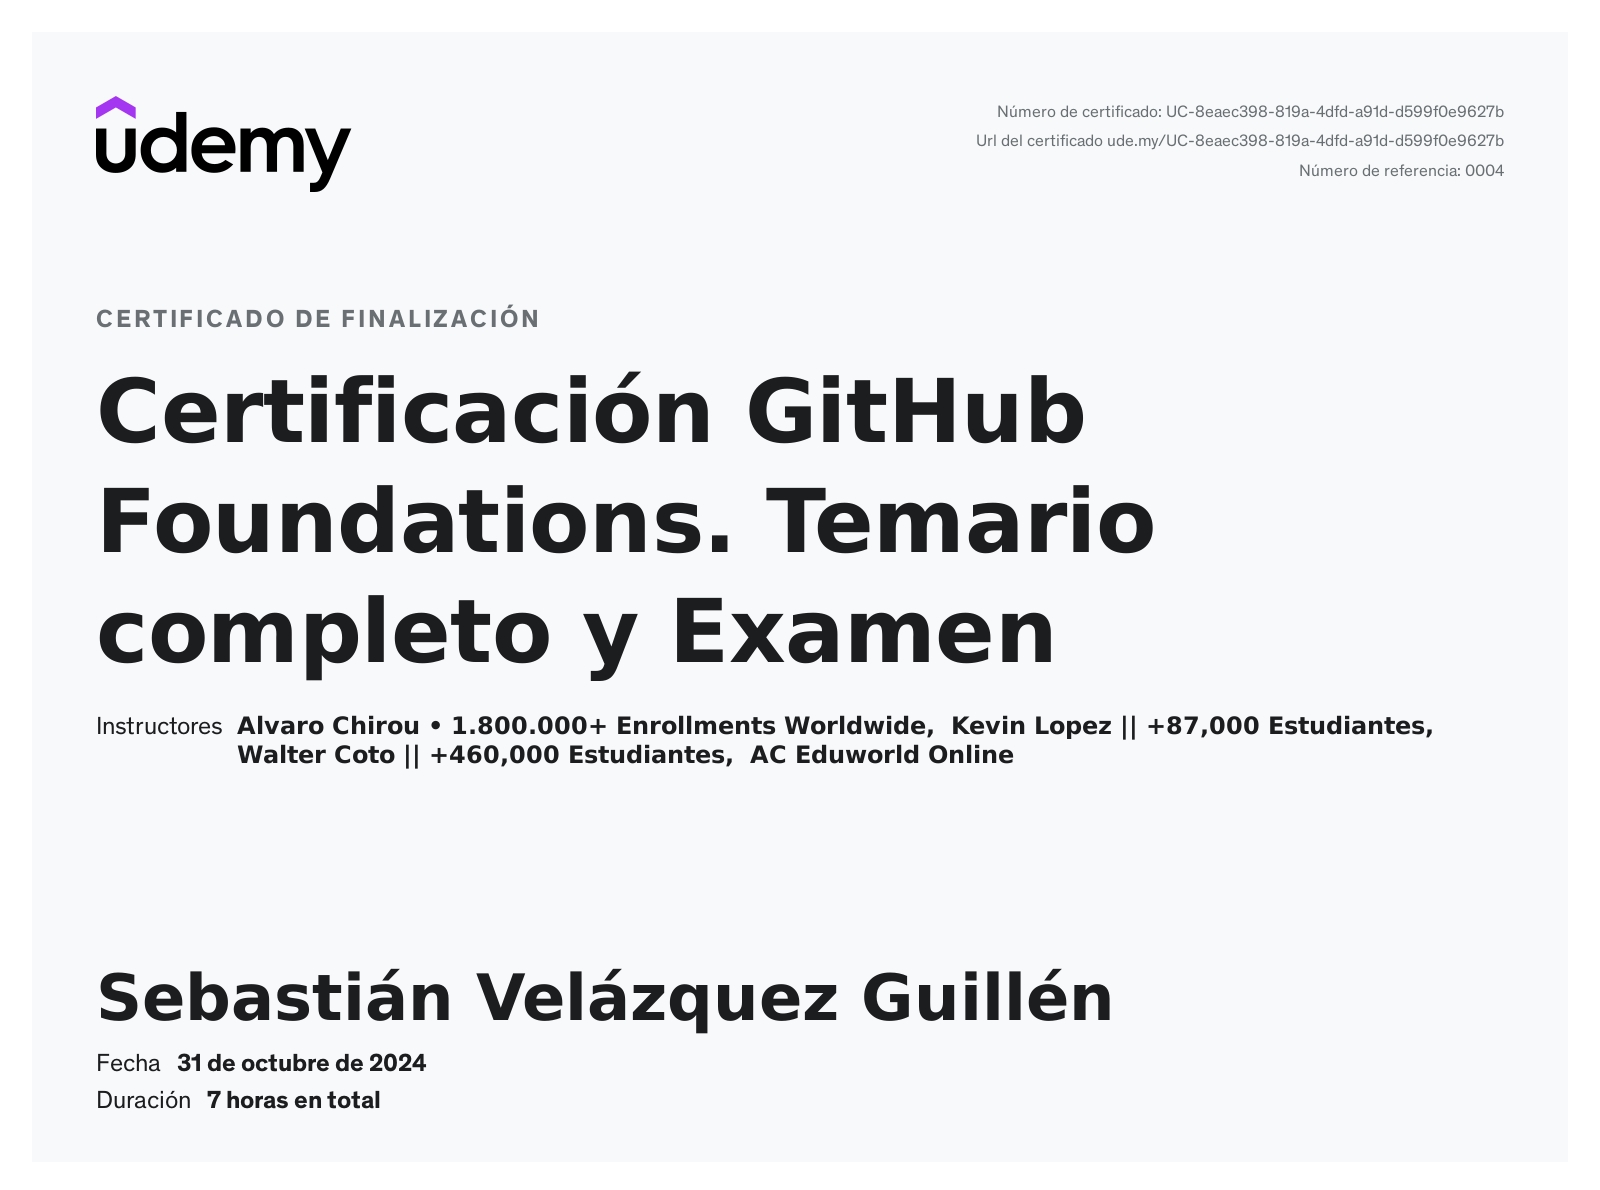 udemy
Número de certificado: UC-8eaec398-819a-4dfd-a91d-d599f0e9627b
Url del certificado ude.my/UC-8eaec398-819a-4dfd-a91d-d599f0e9627b
Número de referencia: 0004
CERTIFICADO DE FINALIZACIÓN
Certificación GitHub
Foundations. Temario
completo y Examen
Instructores Alvaro Chirou • 1.800.000+ Enrollments Worldwide, Kevin Lopez || +87,000 Estudiantes,
Walter Coto || +460,000 Estudiantes, AC Eduworld Online
Sebastián Velázquez Guillén
Fecha 31 de octubre de 2024
Duración 7 horas en total